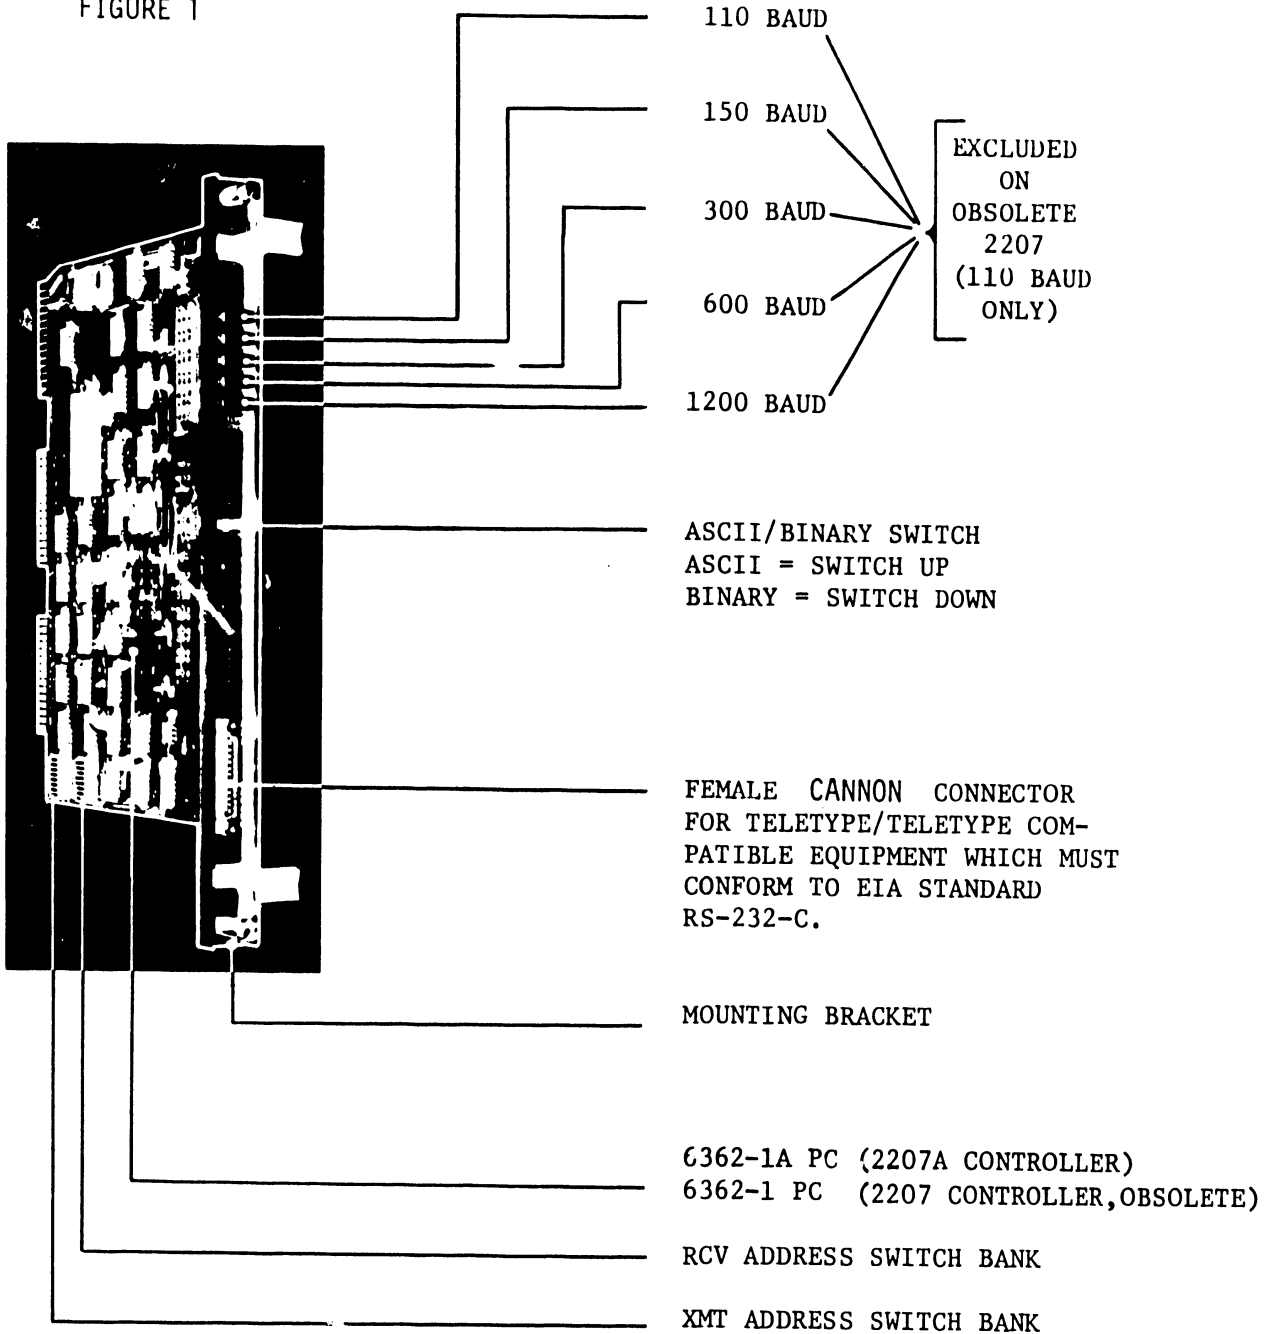 FIGURE 1
110 BAUD
150 BAUD
300 BAUD
600 BAUD
1200 BAUD
EXCLUDED
ON
OBSOLETE
2207
(110 BAUD
ONLY)
ASCII/BINARY SWITCH
ASCII = SWITCH UP
BINARY = SWITCH DOWN
FEMALE CANNON CONNECTOR
FOR TELETYPE/TELETYPE COM-
PATIBLE EQUIPMENT WHICH MUST
CONFORM TO EIA STANDARD
RS-232-C.
MOUNTING BRACKET
6362-1A PC (2207A CONTROLLER)
6362-1 PC (2207 CONTROLLER,OBSOLETE)
RCV ADDRESS SWITCH BANK
XMT ADDRESS SWITCH BANK